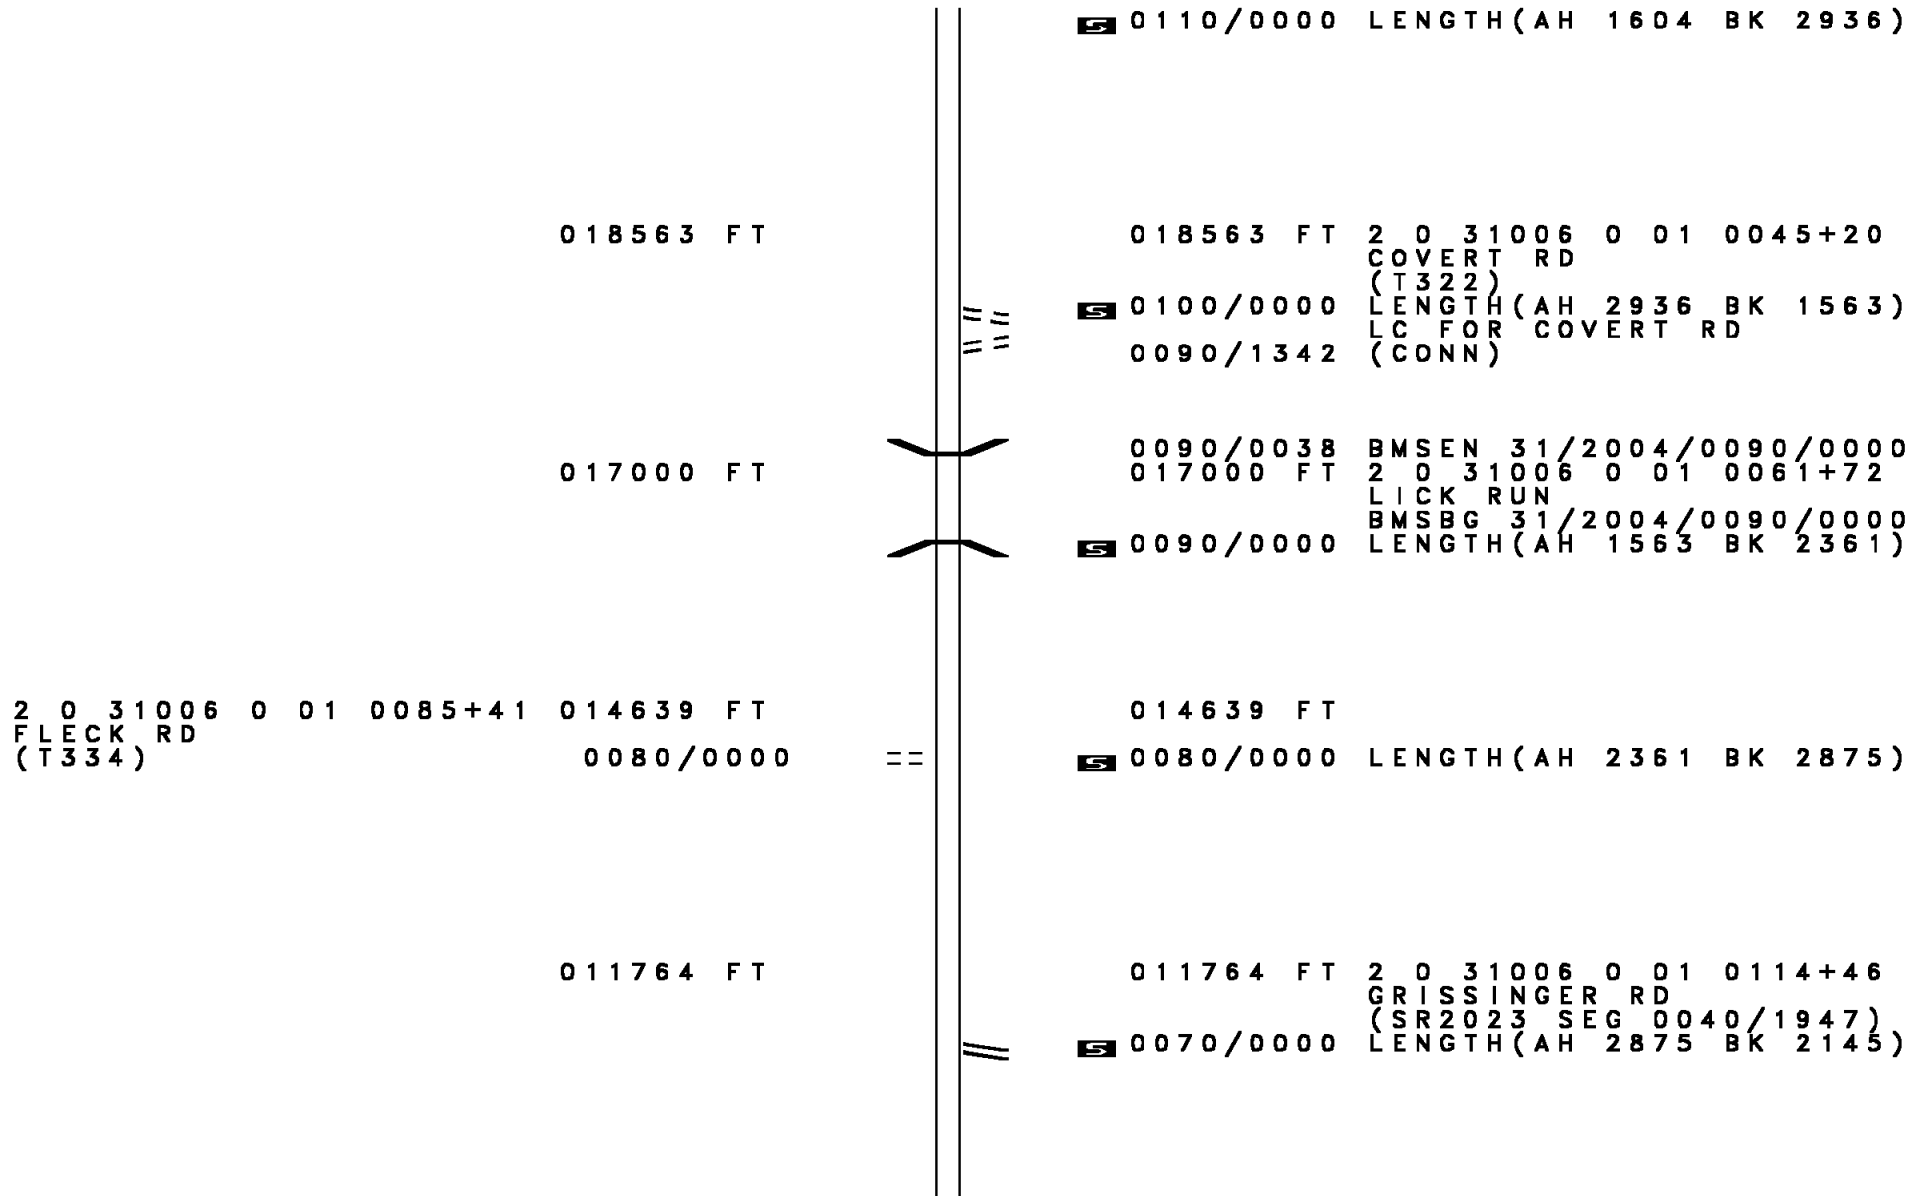 S 0110/0000 LENGTH(AH 1604 BK 2936)
018563 FT 018563 FT 2 0 31006 0 01 0045+20
COVERT RD
(T322)
S 0100/0000 LENGTH(AH 2936 BK 1563)
LC FOR COVERT RD
0090/1342 (CONN)
0090/0038 BMSEN 31/2004/0090/0000
017000 FT 017000 FT 2 0 31006 0 01 0061+72
LICK RUN
BMSBG 31/2004/0090/0000
S 0090/0000 LENGTH(AH 1563 BK 2361)
2 0 31006 0 01 0085+41 014639 FT 014639 FT
FLECK RD
(T334) 0080/0000 S 0080/0000 LENGTH(AH 2361 BK 2875)
011764 FT 011764 FT 2 0 31006 0 01 0114+46
GRISSINGER RD
(SR2023 SEG 0040/1947)
S 0070/0000 LENGTH(AH 2875 BK 2145)